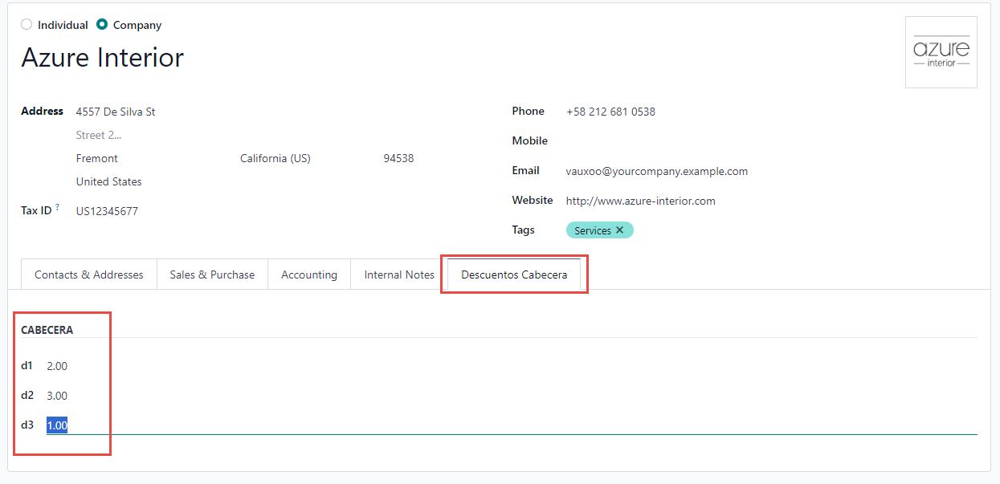 Individual Company
Azure Interior
azure
interior
Address 4557 De Silva St
Street 2...
Fremont California (US) 94538
United States
Tax ID ? US12345677
Phone +58 212 681 0538
Mobile
Email vauxoo@yourcompany.example.com
Website http://www.azure-interior.com
Tags Services ✕
Contacts & Addresses Sales & Purchase Accounting Internal Notes Descuentos Cabecera
CABECERA
d1 2.00
d2 3.00
d3 1.00